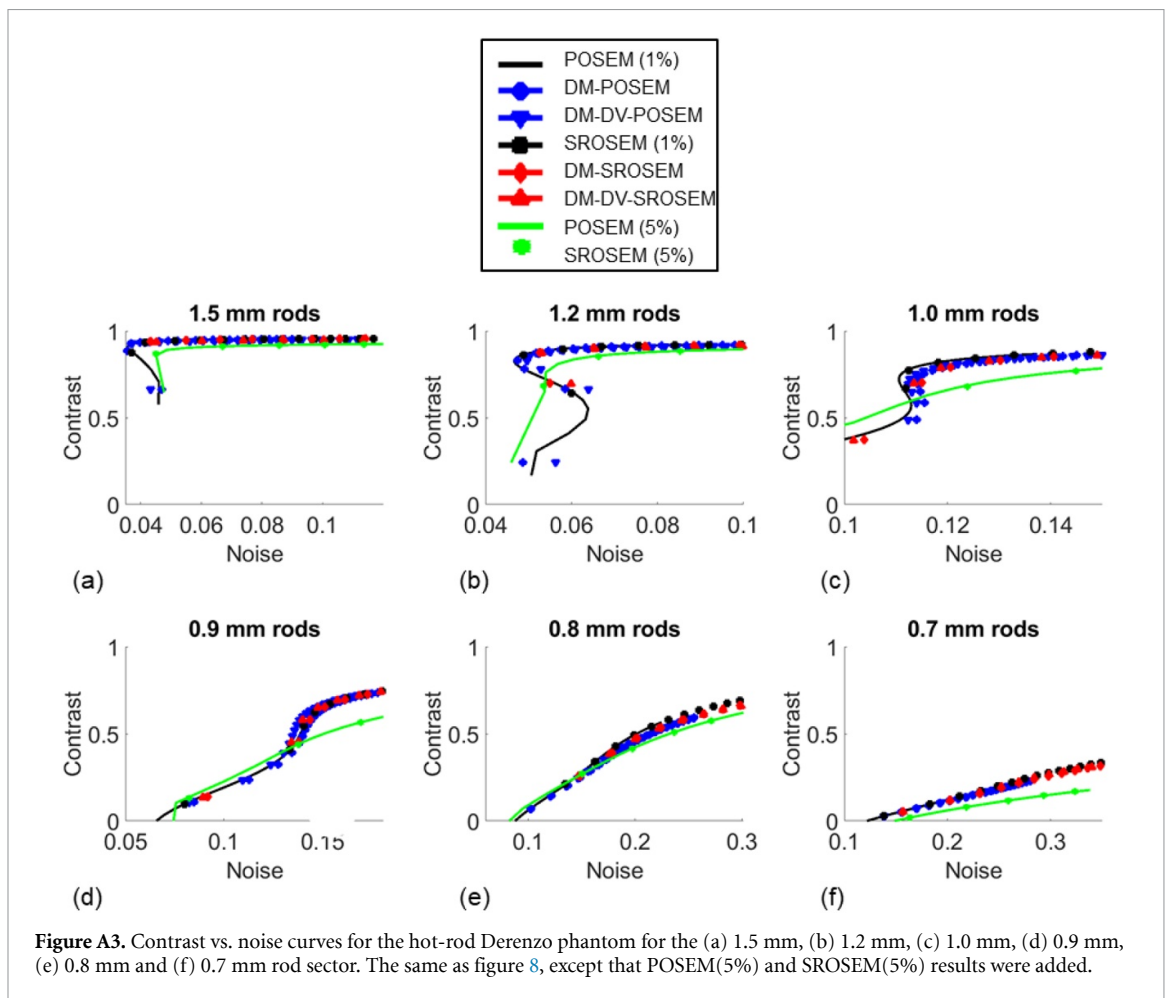 POSEM (1%)
DM-POSEM
DM-DV-POSEM
SROSEM (1%)
DM-SROSEM
DM-DV-SROSEM
POSEM (5%)
SROSEM (5%)
1.5 mm rods
1
0.5
0
Contrast
0.04 0.06 0.08 0.1
Noise
(a)
1.2 mm rods
1
0.5
0
Contrast
0.04 0.06 0.08 0.1
Noise
(b)
1.0 mm rods
1
0.5
0
Contrast
0.1 0.12 0.14
Noise
(c)
0.9 mm rods
1
0.5
0
Contrast
0.05 0.1 0.15
Noise
(d)
0.8 mm rods
1
0.5
0
Contrast
0.1 0.2 0.3
Noise
(e)
0.7 mm rods
1
0.5
0
Contrast
0.1 0.2 0.3
Noise
(f)
Figure A3. Contrast vs. noise curves for the hot-rod Derenzo phantom for the (a) 1.5 mm, (b) 1.2 mm, (c) 1.0 mm, (d) 0.9 mm,
(e) 0.8 mm and (f) 0.7 mm rod sector. The same as figure 8, except that POSEM(5%) and SROSEM(5%) results were added.